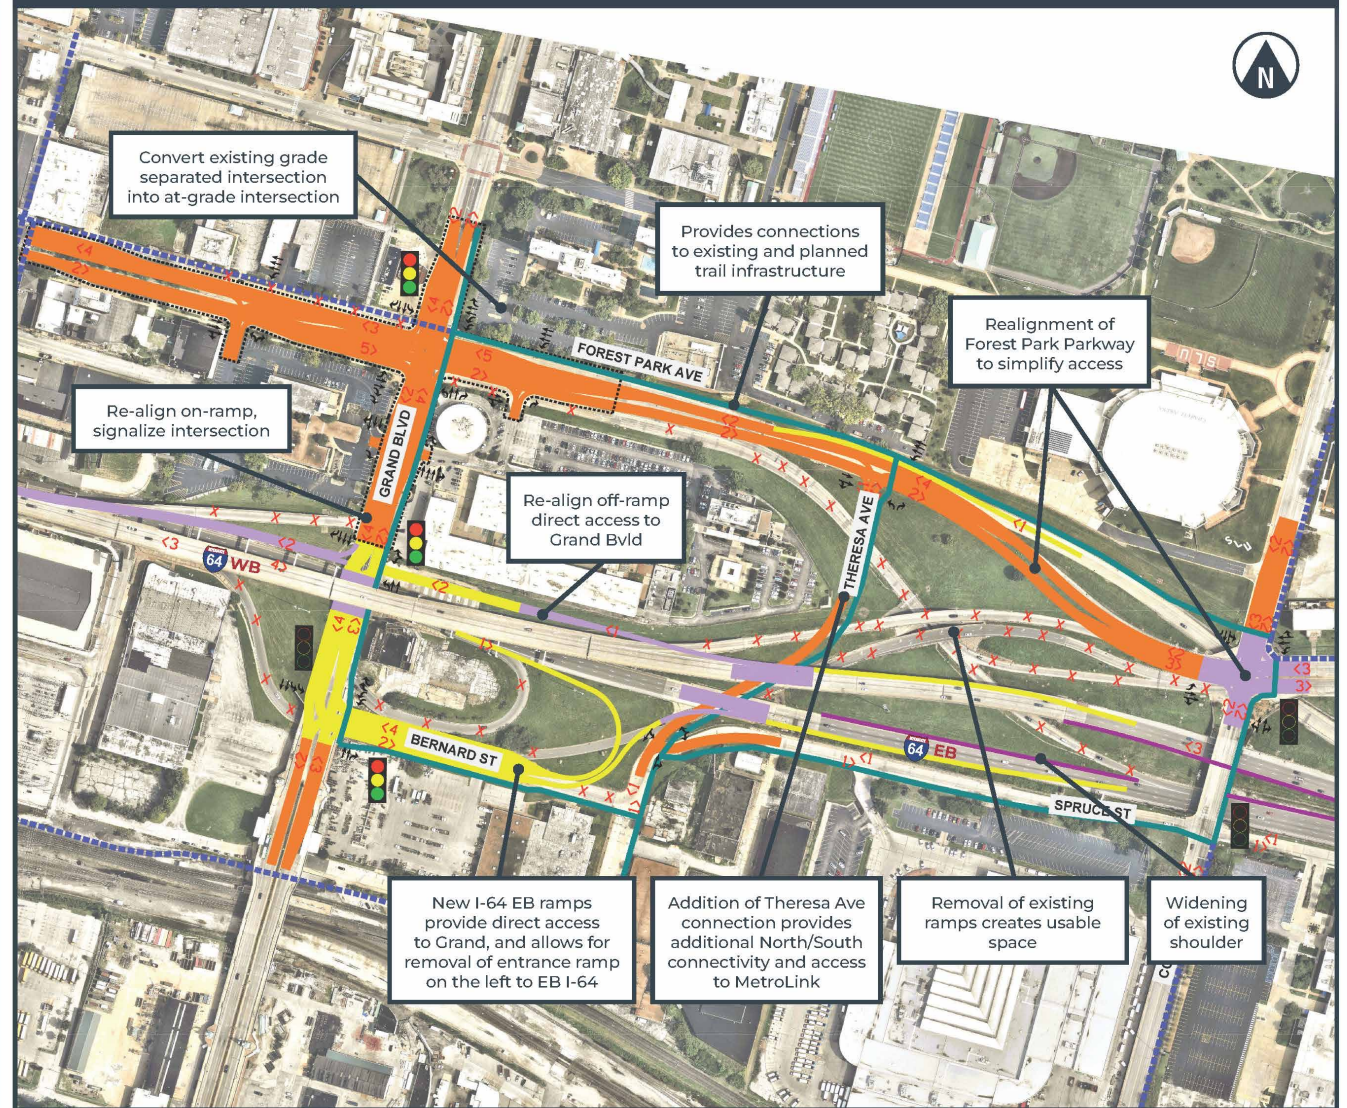 N
Convert existing grade
separated intersection
into at-grade intersection
Provides connections
to existing and planned
trail infrastructure
Realignment of
Forest Park Parkway
to simplify access
FOREST PARK AVE
Re-align on-ramp,
signalize intersection
GRAND BLVD
Re-align off-ramp
direct access to
Grand Bvld
THERESA AVE
SLU
SLU
64 WB
BERNARD ST
64 EB
SPRUCE ST
New I-64 EB ramps
provide direct access
to Grand, and allows for
removal of entrance ramp
on the left to EB I-64
Addition of Theresa Ave
connection provides
additional North/South
connectivity and access
to MetroLink
Removal of existing
ramps creates usable
space
Widening
of existing
shoulder